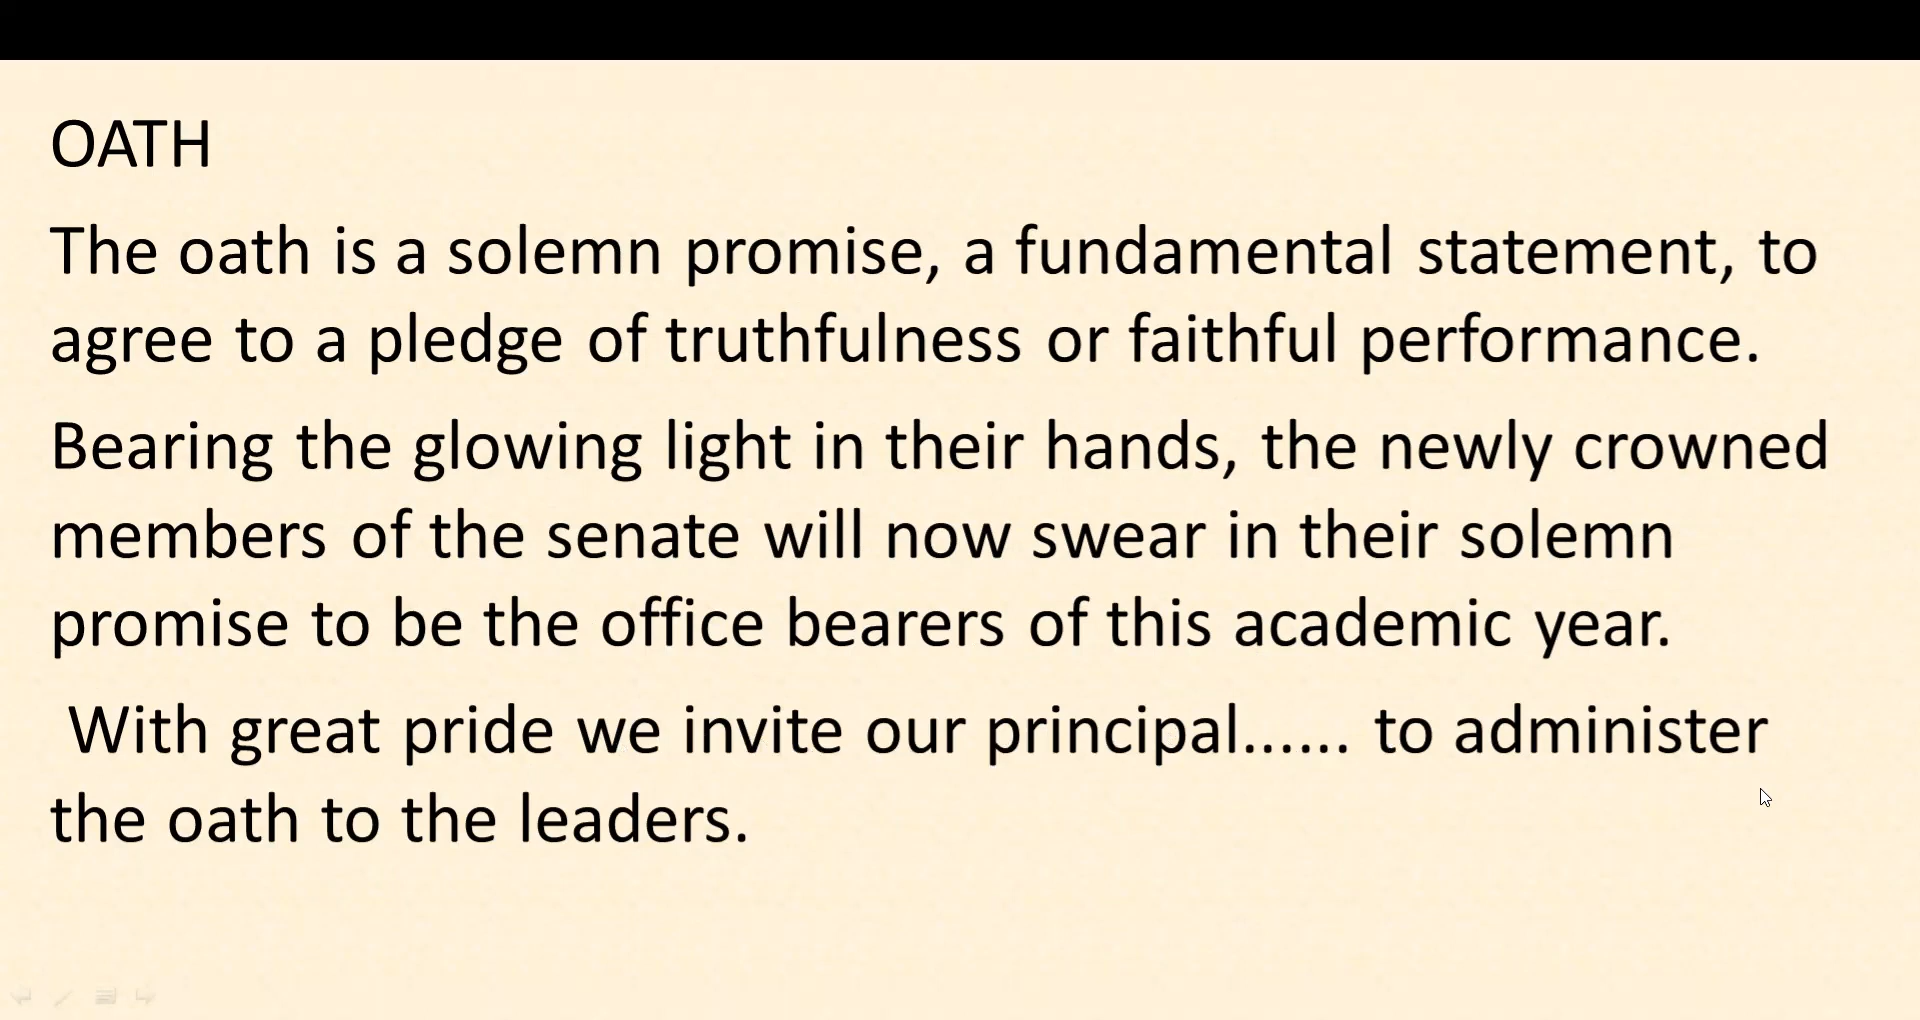 OATH
The oath is a solemn promise, a fundamental statement, to
agree to a pledge of truthfulness or faithful performance.
Bearing the glowing light in their hands, the newly crowned
members of the senate will now swear in their solemn
promise to be the office bearers of this academic year.
With great pride we invite our principal...... to administer
the oath to the leaders.